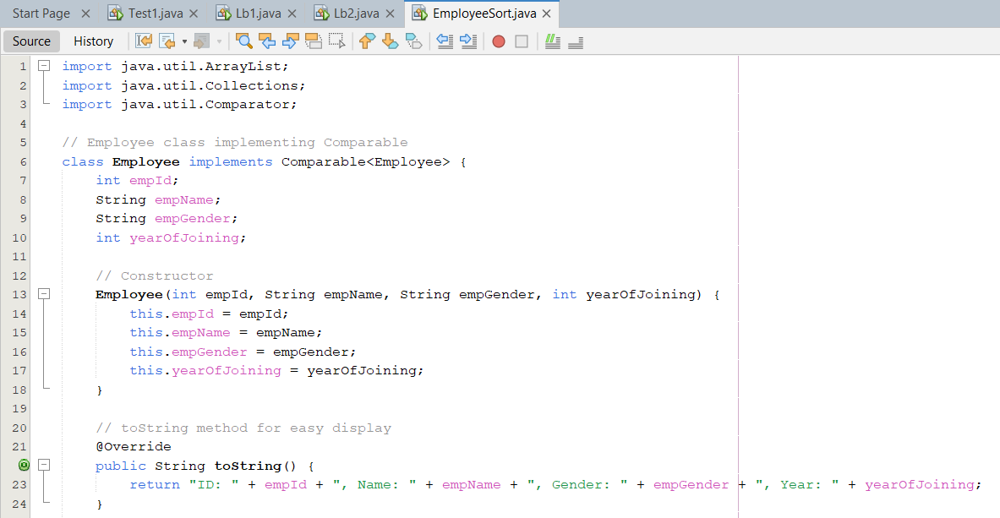 Start Page Test1.java Lb1.java Lb2.java EmployeeSort.java
Source History
1 import java.util.ArrayList;
2 import java.util.Collections;
3 import java.util.Comparator;
4
5 // Employee class implementing Comparable
6 class Employee implements Comparable<Employee> {
7 int empId;
8 String empName;
9 String empGender;
10 int yearOfJoining;
11
12 // Constructor
13 Employee(int empId, String empName, String empGender, int yearOfJoining) {
14 this.empId = empId;
15 this.empName = empName;
16 this.empGender = empGender;
17 this.yearOfJoining = yearOfJoining;
18 }
19
20 // toString method for easy display
21 @Override
public String toString() {
23 return "ID: " + empId + ", Name: " + empName + ", Gender: " + empGender + ", Year: " + yearOfJoining;
24 }